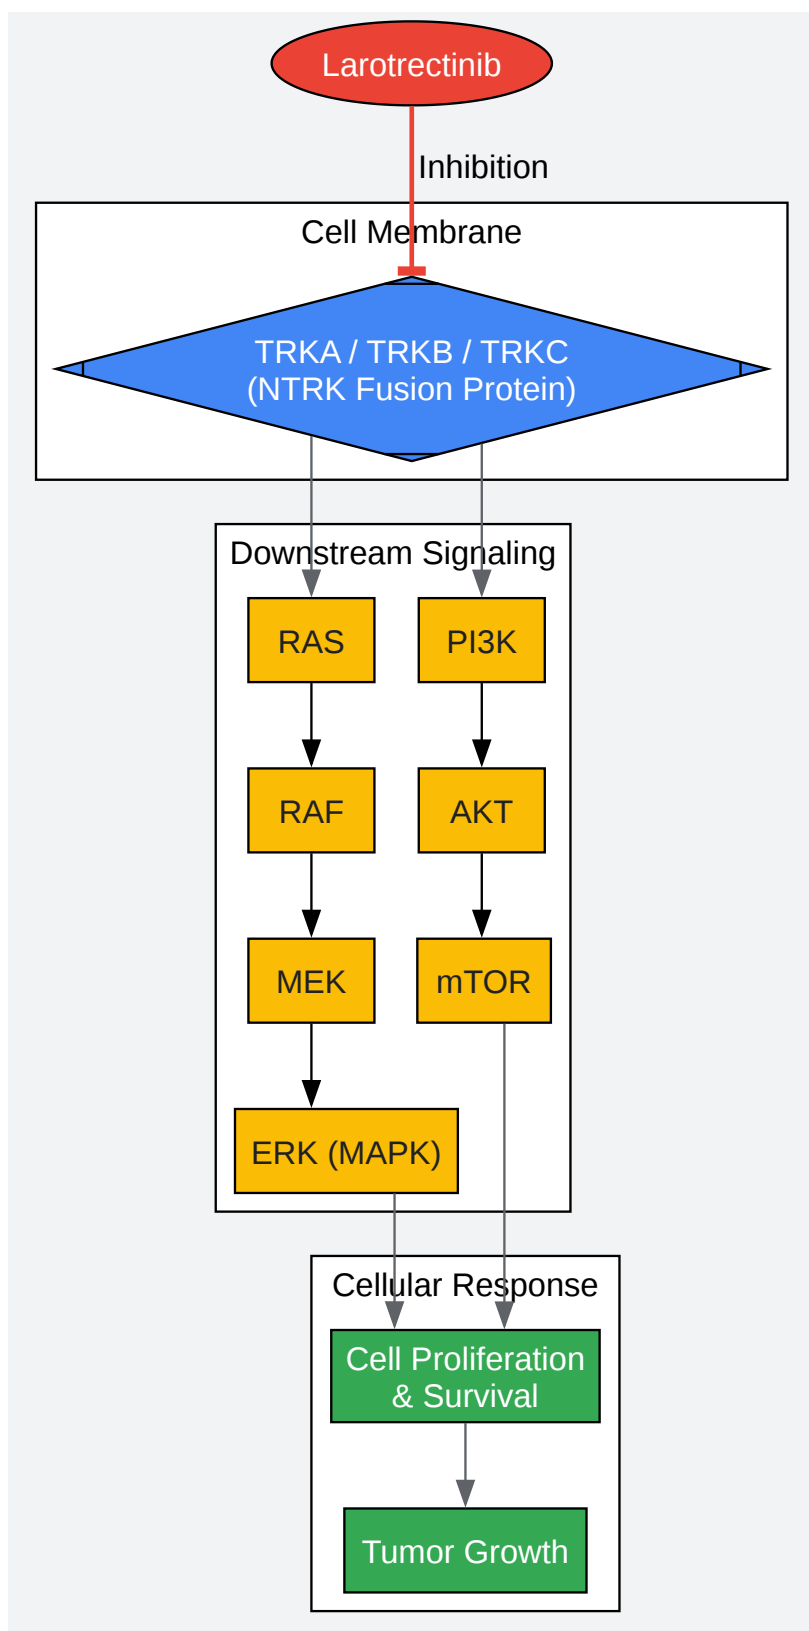 Larotrectinib
Inhibition
Cell Membrane
TRKA / TRKB / TRKC
(NTRK Fusion Protein)
Downstream Signaling
RAS
PI3K
RAF
AKT
MEK
mTOR
ERK (MAPK)
Cellular Response
Cell Proliferation
& Survival
Tumor Growth